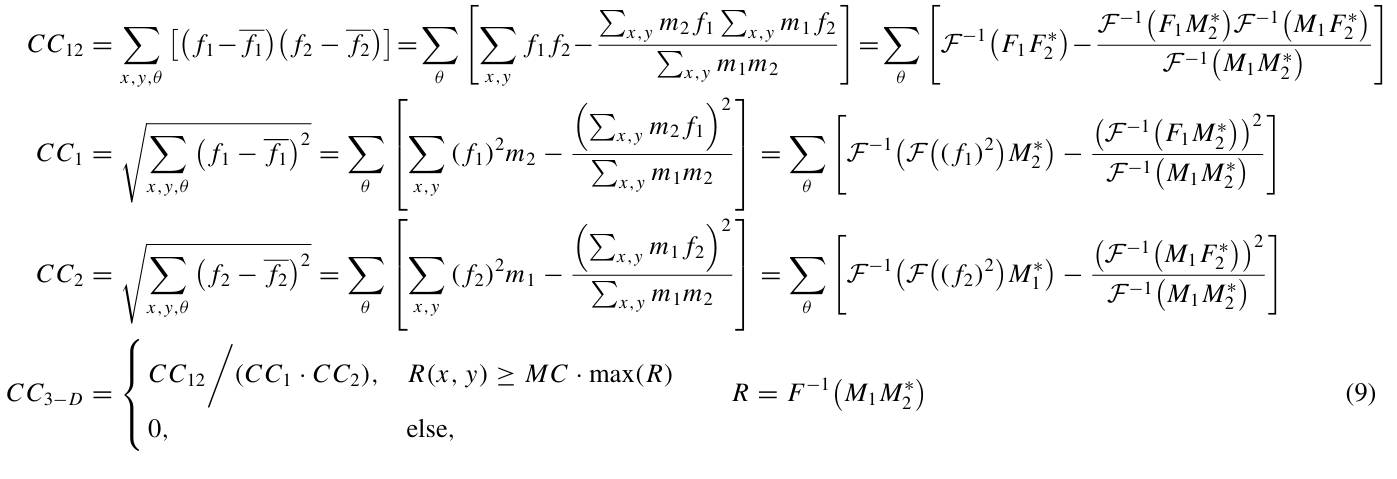 $CC_{12} = \sum_{x,y,\theta} \left[ \left( f_1 - \overline{f_1} \right) \left( f_2 - \overline{f_2} \right) \right] = \sum_{\theta} \left[ \sum_{x,y} f_1 f_2 - \frac{\sum_{x,y} m_2 f_1 \sum_{x,y} m_1 f_2}{\sum_{x,y} m_1 m_2} \right] = \sum_{\theta} \left[ \mathcal{F}^{-1}\left( F_1 F_2^* \right) - \frac{\mathcal{F}^{-1}\left( F_1 M_2^* \right) \mathcal{F}^{-1}\left( M_1 F_2^* \right)}{\mathcal{F}^{-1}\left( M_1 M_2^* \right)} \right]$
$CC_1 = \sqrt{\sum_{x,y,\theta} \left( f_1 - \overline{f_1} \right)^2} = \sum_{\theta} \left[ \sum_{x,y} (f_1)^2 m_2 - \frac{\left( \sum_{x,y} m_2 f_1 \right)^2}{\sum_{x,y} m_1 m_2} \right] = \sum_{\theta} \left[ \mathcal{F}^{-1}\left( \mathcal{F}\left( (f_1)^2 \right) M_2^* \right) - \frac{\left( \mathcal{F}^{-1}\left( F_1 M_2^* \right) \right)^2}{\mathcal{F}^{-1}\left( M_1 M_2^* \right)} \right]$
$CC_2 = \sqrt{\sum_{x,y,\theta} \left( f_2 - \overline{f_2} \right)^2} = \sum_{\theta} \left[ \sum_{x,y} (f_2)^2 m_1 - \frac{\left( \sum_{x,y} m_1 f_2 \right)^2}{\sum_{x,y} m_1 m_2} \right] = \sum_{\theta} \left[ \mathcal{F}^{-1}\left( \mathcal{F}\left( (f_2)^2 \right) M_1^* \right) - \frac{\left( \mathcal{F}^{-1}\left( M_1 F_2^* \right) \right)^2}{\mathcal{F}^{-1}\left( M_1 M_2^* \right)} \right]$
$CC_{3-D} = \begin{cases} CC_{12} \big/ (CC_1 \cdot CC_2), & R(x, y) \geq MC \cdot \max(R) \\ 0, & \text{else,} \end{cases} \quad R = F^{-1}\left( M_1 M_2^* \right)$ (9)